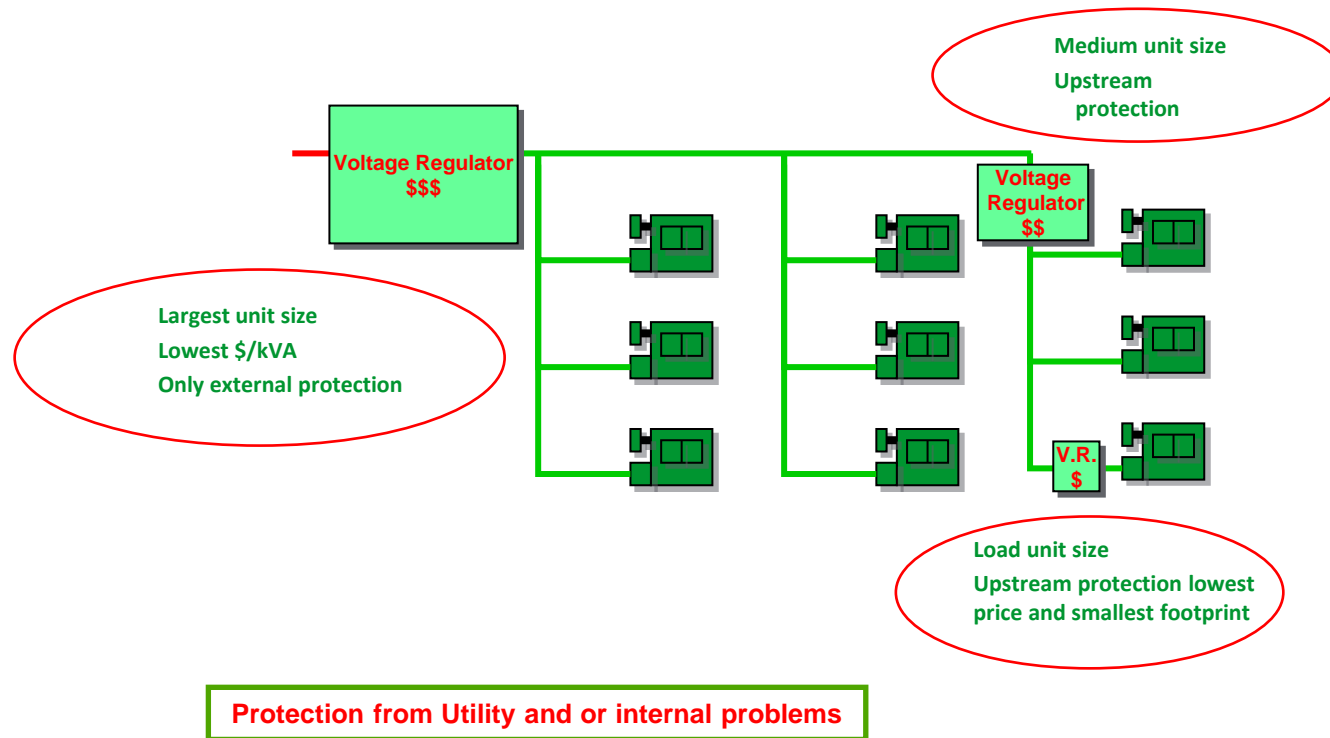 Medium unit size
Upstream
protection
Voltage Regulator
$$$
Voltage
Regulator
$$
Largest unit size
Lowest $/kVA
Only external protection
V.R.
$
Load unit size
Upstream protection lowest
price and smallest footprint
Protection from Utility and or internal problems